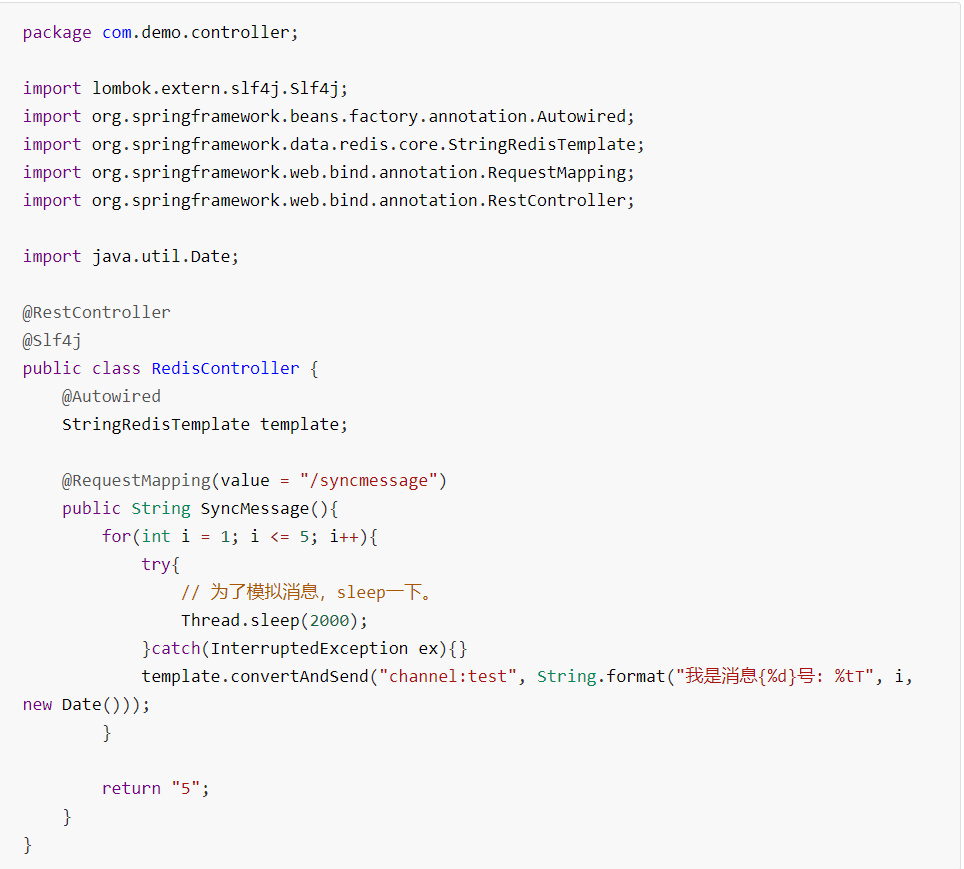 package com.demo.controller;
import lombok.extern.slf4j.Slf4j;
import org.springframework.beans.factory.annotation.Autowired;
import org.springframework.data.redis.core.StringRedisTemplate;
import org.springframework.web.bind.annotation.RequestMapping;
import org.springframework.web.bind.annotation.RestController;
import java.util.Date;
@RestController
@Slf4j
public class RedisController {
    @Autowired
    StringRedisTemplate template;
    @RequestMapping(value = "/syncmessage")
    public String SyncMessage(){
        for(int i = 1; i <= 5; i++){
            try{
                // 为了模拟消息，sleep一下。
                Thread.sleep(2000);
            }catch(InterruptedException ex){}
            template.convertAndSend("channel:test", String.format("我是消息{%d}号: %tT", i,
new Date()));
        }
        return "5";
    }
}